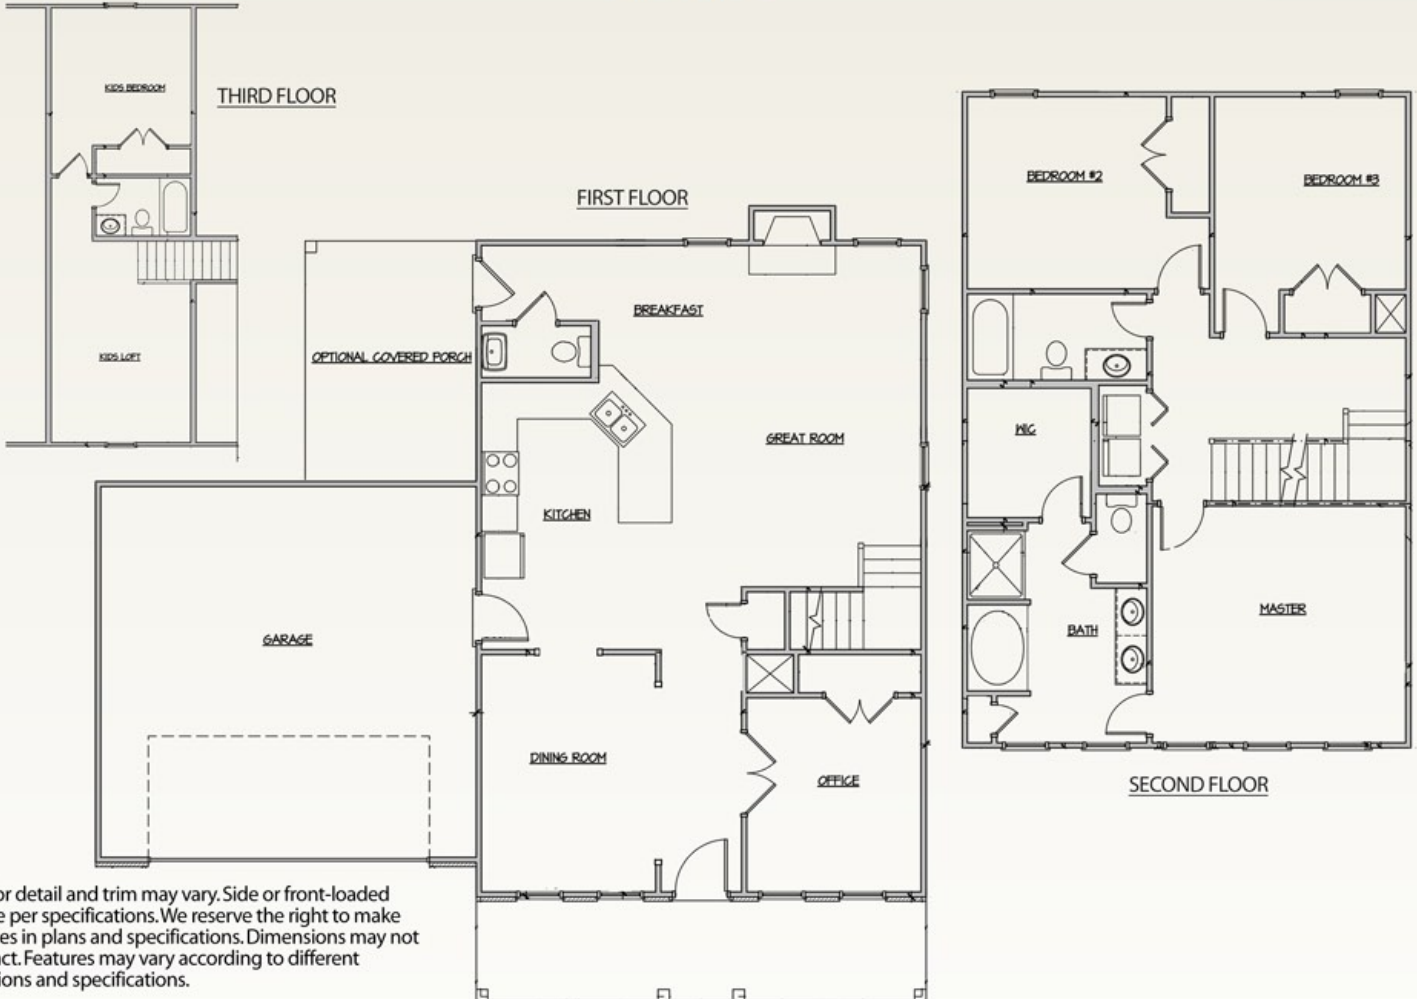 KIDS BEDROOM
THIRD FLOOR
KIDS LOFT
FIRST FLOOR
BREAKFAST
OPTIONAL COVERED PORCH
GREAT ROOM
KITCHEN
GARAGE
DINING ROOM
OFFICE
BEDROOM #2
BEDROOM #3
WIC
BATH
MASTER
SECOND FLOOR
or detail and trim may vary. Side or front-loaded
e per specifications. We reserve the right to make
es in plans and specifications. Dimensions may not
ct. Features may vary according to different
ions and specifications.